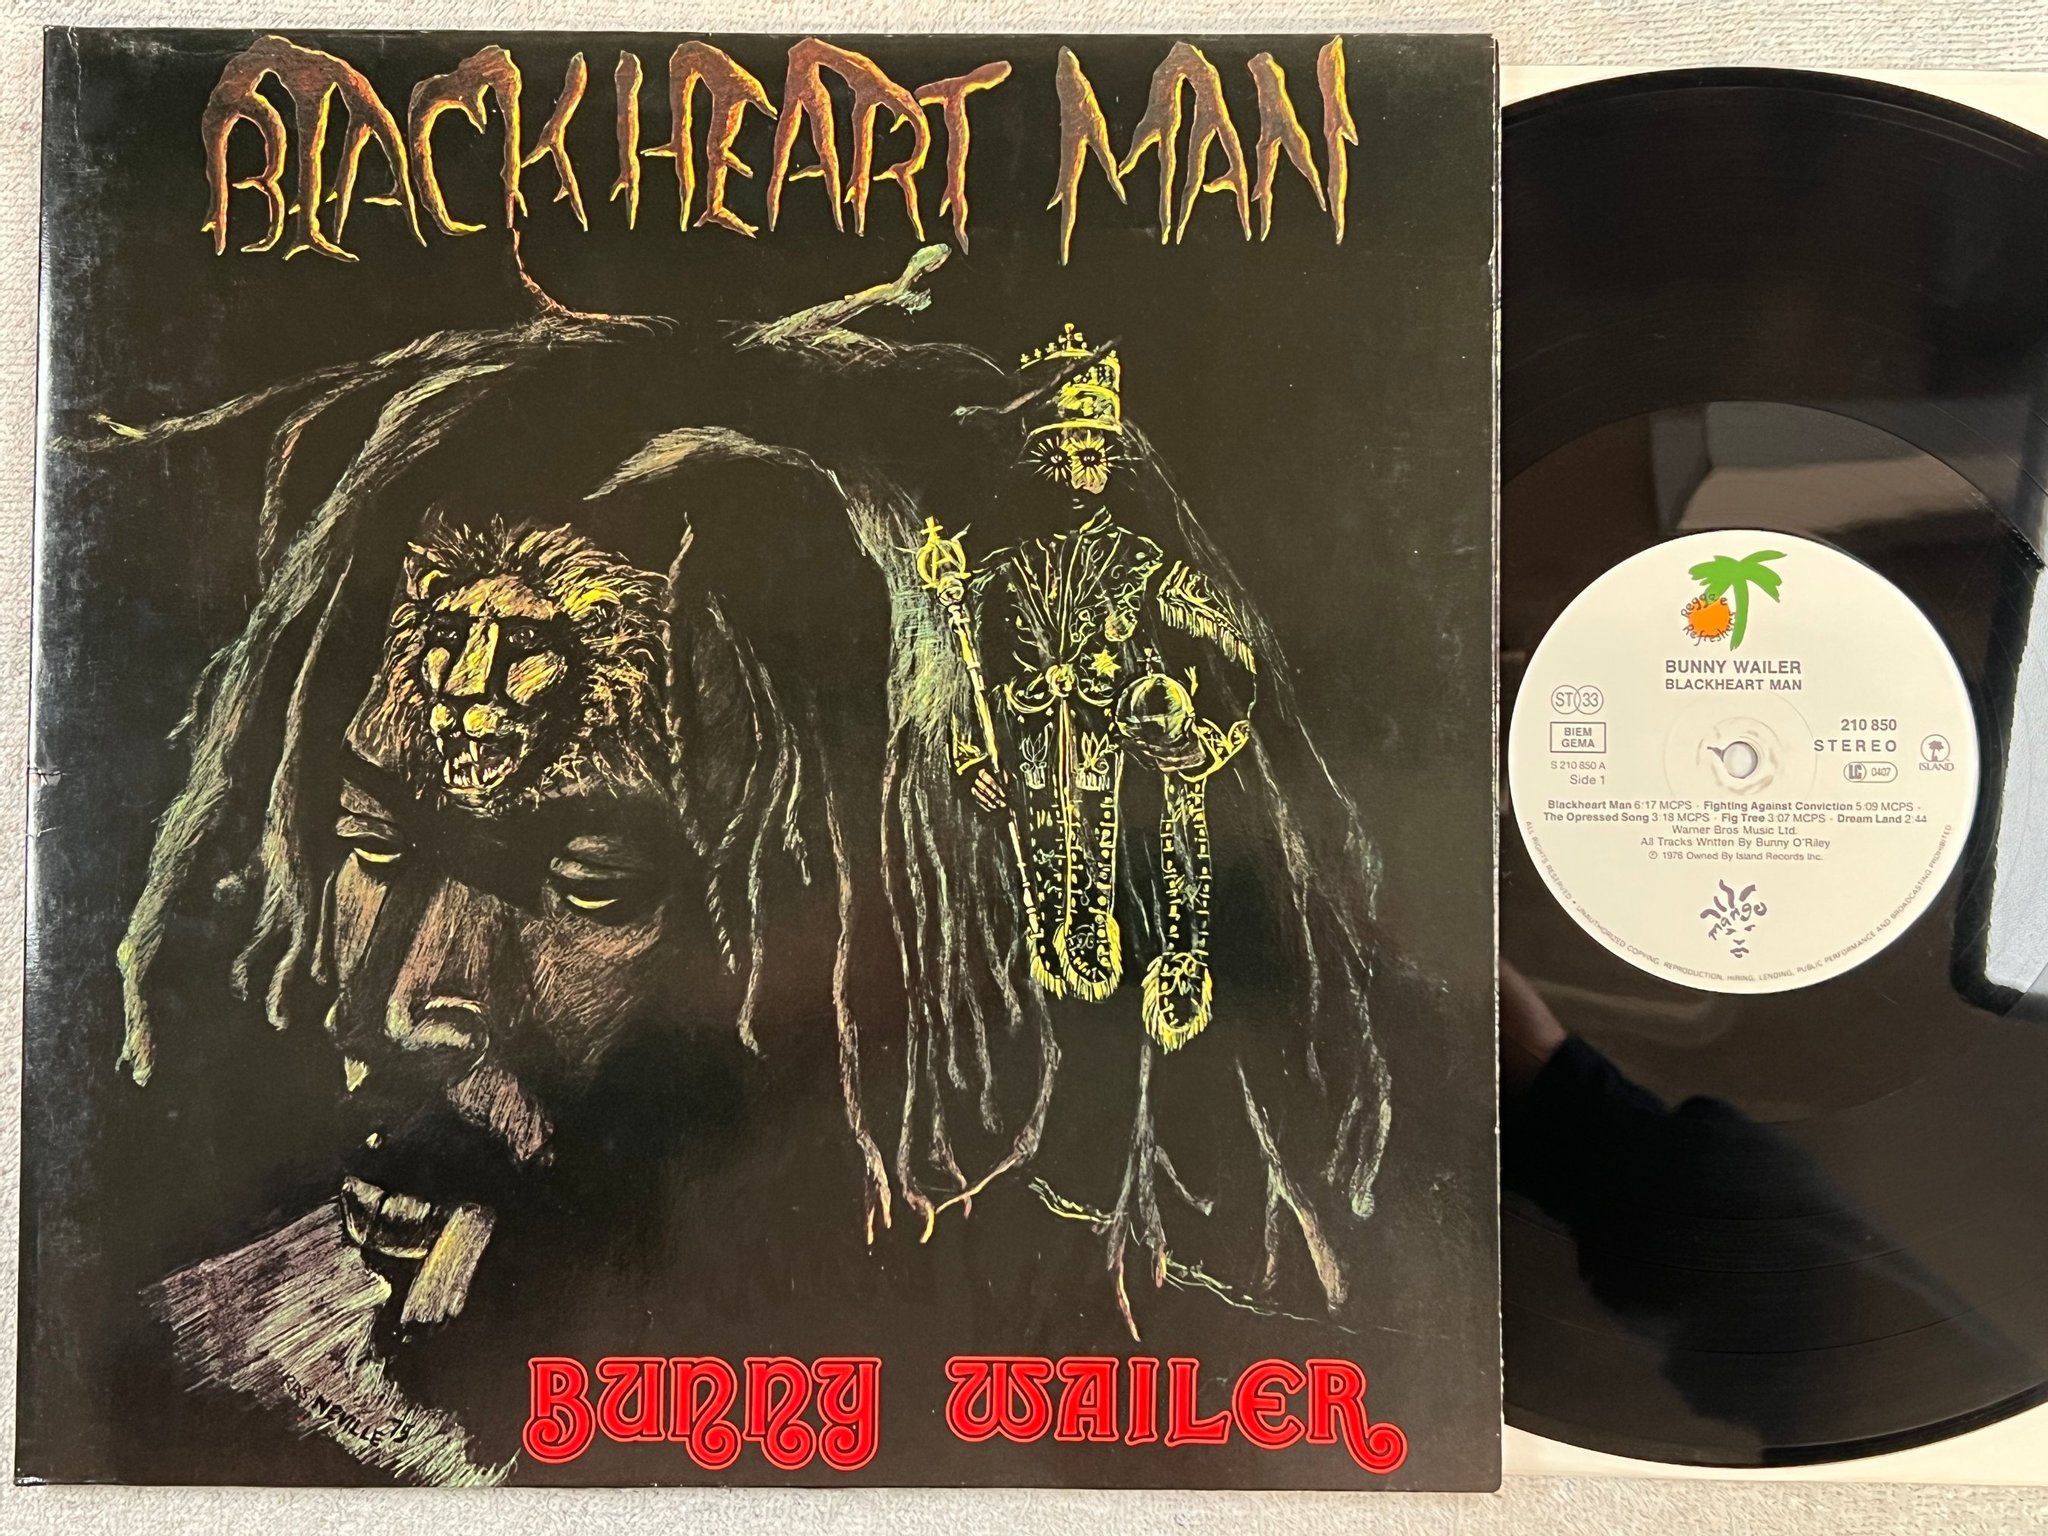 BLACKHEART MAN
RAS NEVILLE 75
BUNNY WAILER
Reggae
Refreshers
BUNNY WAILER
BLACKHEART MAN
ST 33
BIEM
GEMA
S 210 850 A
Side 1
210 850
STEREO
LC 0407
ISLAND
Blackheart Man 6:17 MCPS · Fighting Against Conviction 5:09 MCPS ·
The Opressed Song 3:18 MCPS · Fig Tree 3:07 MCPS · Dream Land 2:44
Warner Bros Music Ltd.
All Tracks Written By Bunny O'Riley
℗ 1976 Owned By Island Records Inc.
mango
ALL RIGHTS RESERVED · UNAUTHORIZED COPYING, REPRODUCTION, HIRING, LENDING, PUBLIC PERFORMANCE AND BROADCASTING PROHIBITED